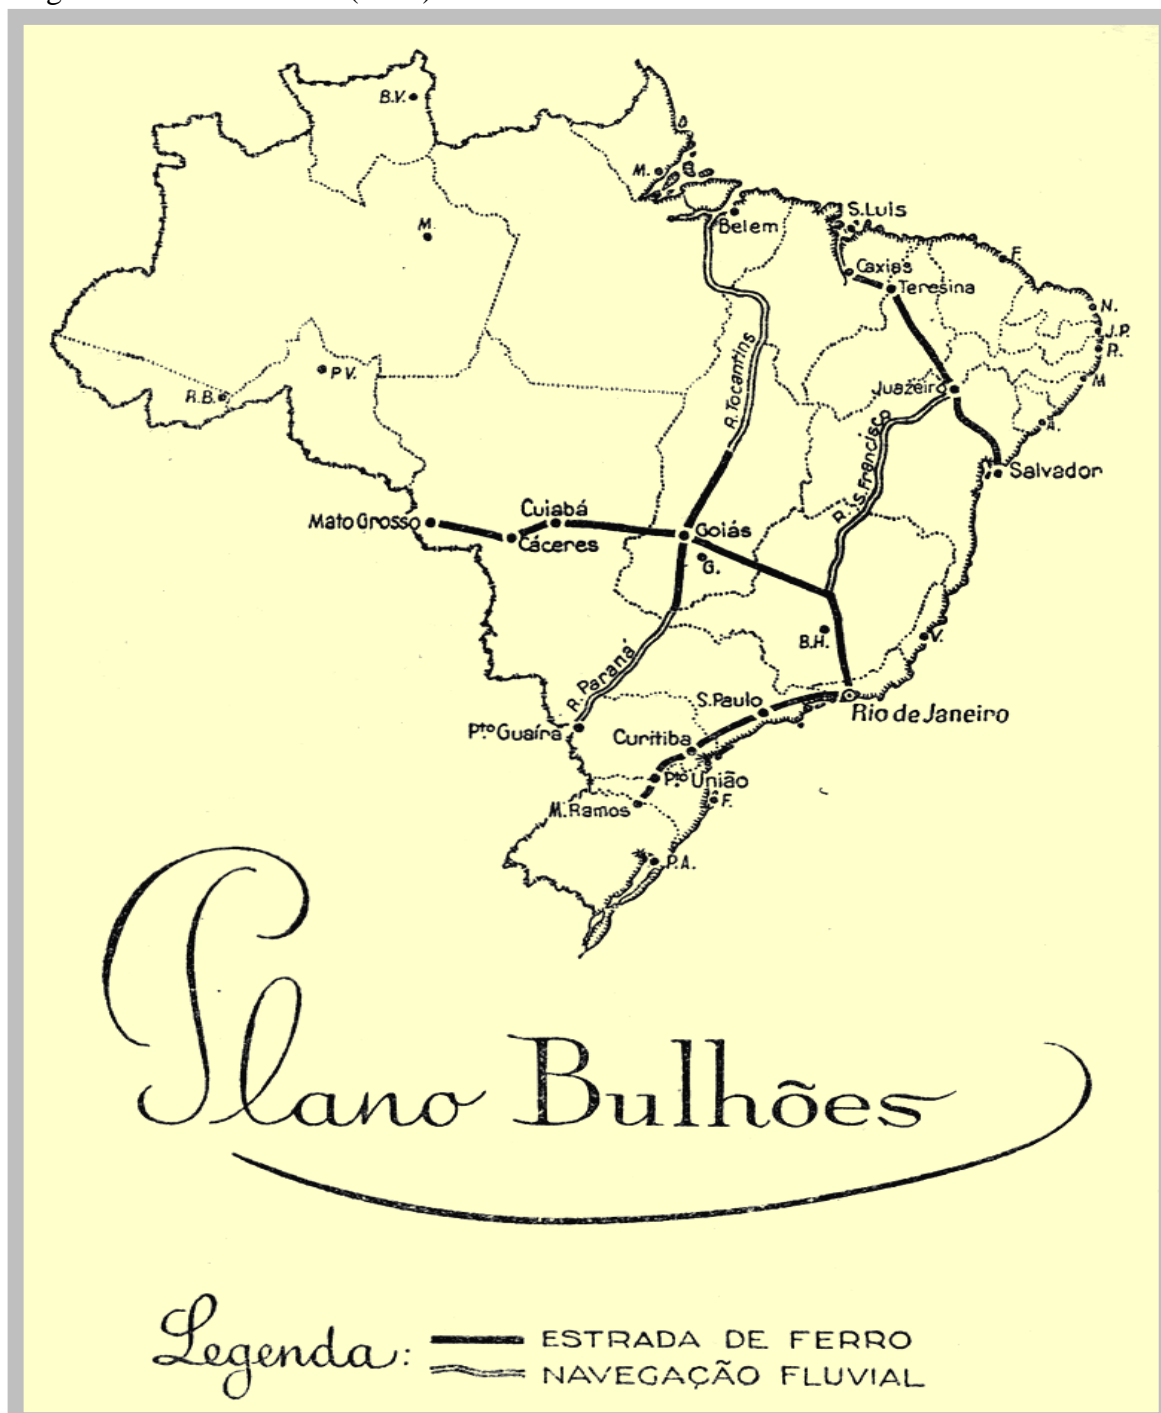 B.V.
M.
M.
Belem
S.Luis
F.
Caxias
Teresina
N.
J.P.
R.
M
A.
Juazeiro
P.V.
R.B.
R. Tocantins
R. S. Francisco
Salvador
Mato Grosso
Cuiabá
Cáceres
Goiás
G.
B.H.
V.
R. Paraná
S.Paulo
Rio de Janeiro
Pto Guaíra
Curitiba
Pto União
M. Ramos
F.
P.A.
Plano Bulhões
Legenda:
ESTRADA DE FERRO
NAVEGAÇÃO FLUVIAL